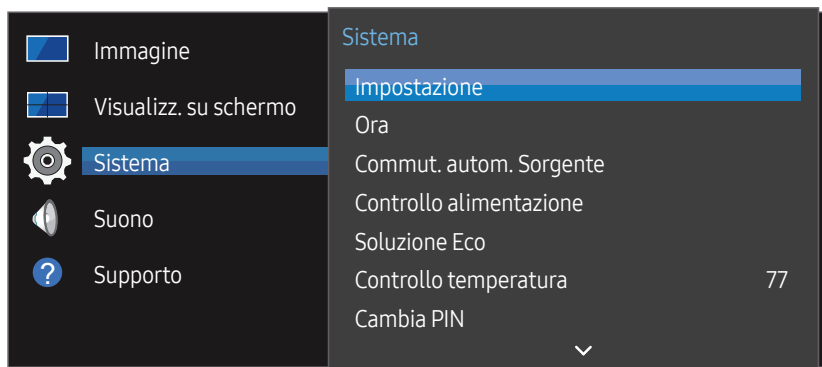 Immagine
Visualizz. su schermo
Sistema
Suono
Supporto
Sistema
Impostazione
Ora
Commut. autom. Sorgente
Controllo alimentazione
Soluzione Eco
Controllo temperatura 77
Cambia PIN